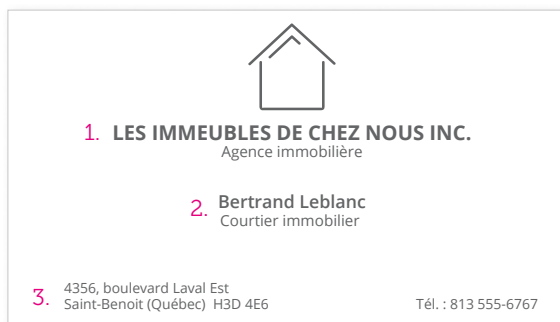 1. LES IMMEUBLES DE CHEZ NOUS INC.
Agence immobilière
2. Bertrand Leblanc
Courtier immobilier
3. 4356, boulevard Laval Est
Saint-Benoit (Québec) H3D 4E6
Tél. : 813 555-6767